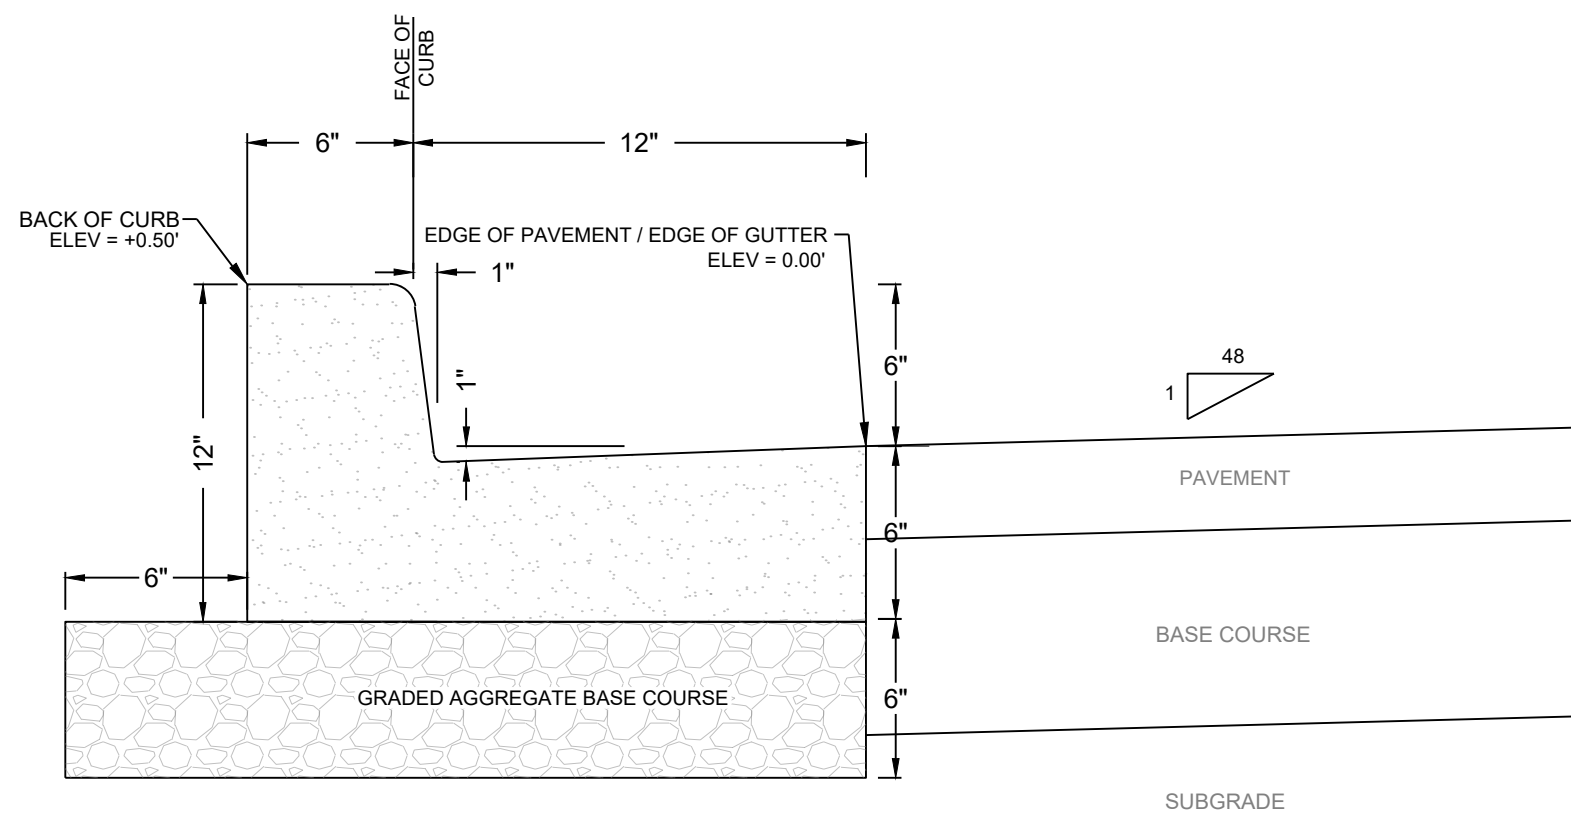 FACE OF
CURB
6"
12"
BACK OF CURB
ELEV = +0.50'
EDGE OF PAVEMENT / EDGE OF GUTTER
ELEV = 0.00'
1"
6"
48
1
1"
12"
PAVEMENT
6"
6"
BASE COURSE
GRADED AGGREGATE BASE COURSE
6"
SUBGRADE